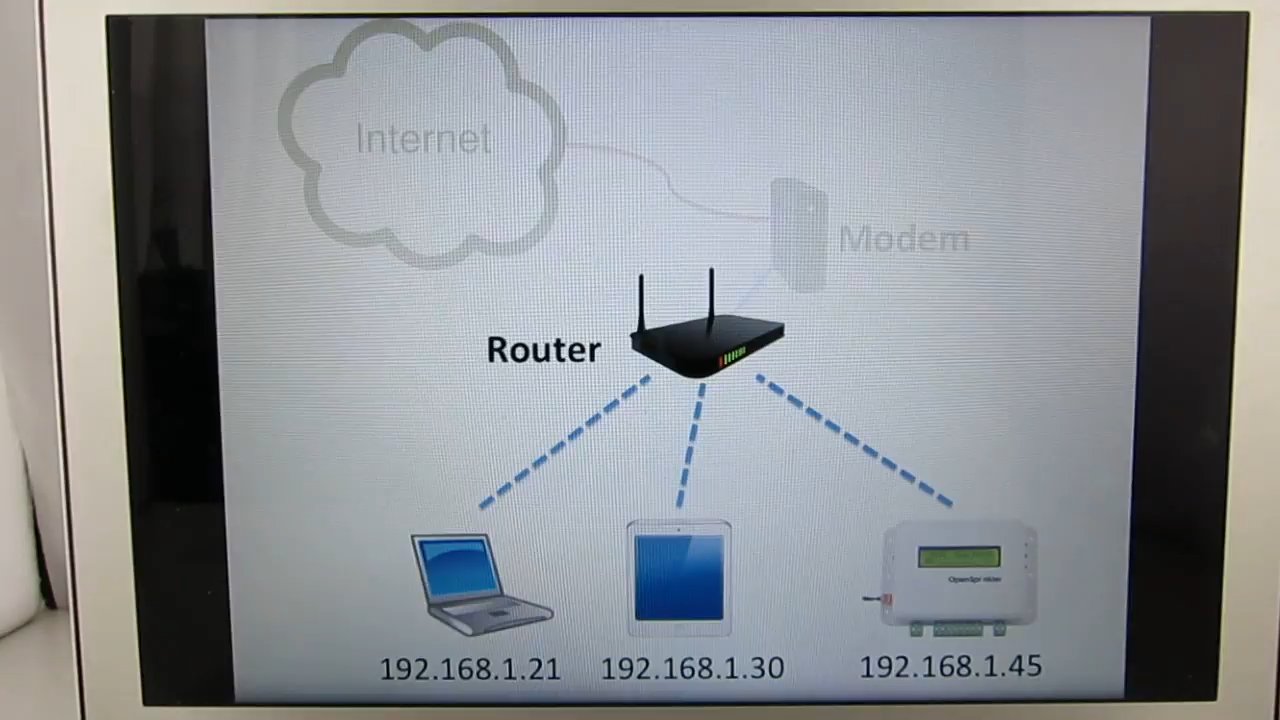 Internet
Modem
Router
192.168.1.21
192.168.1.30
192.168.1.45